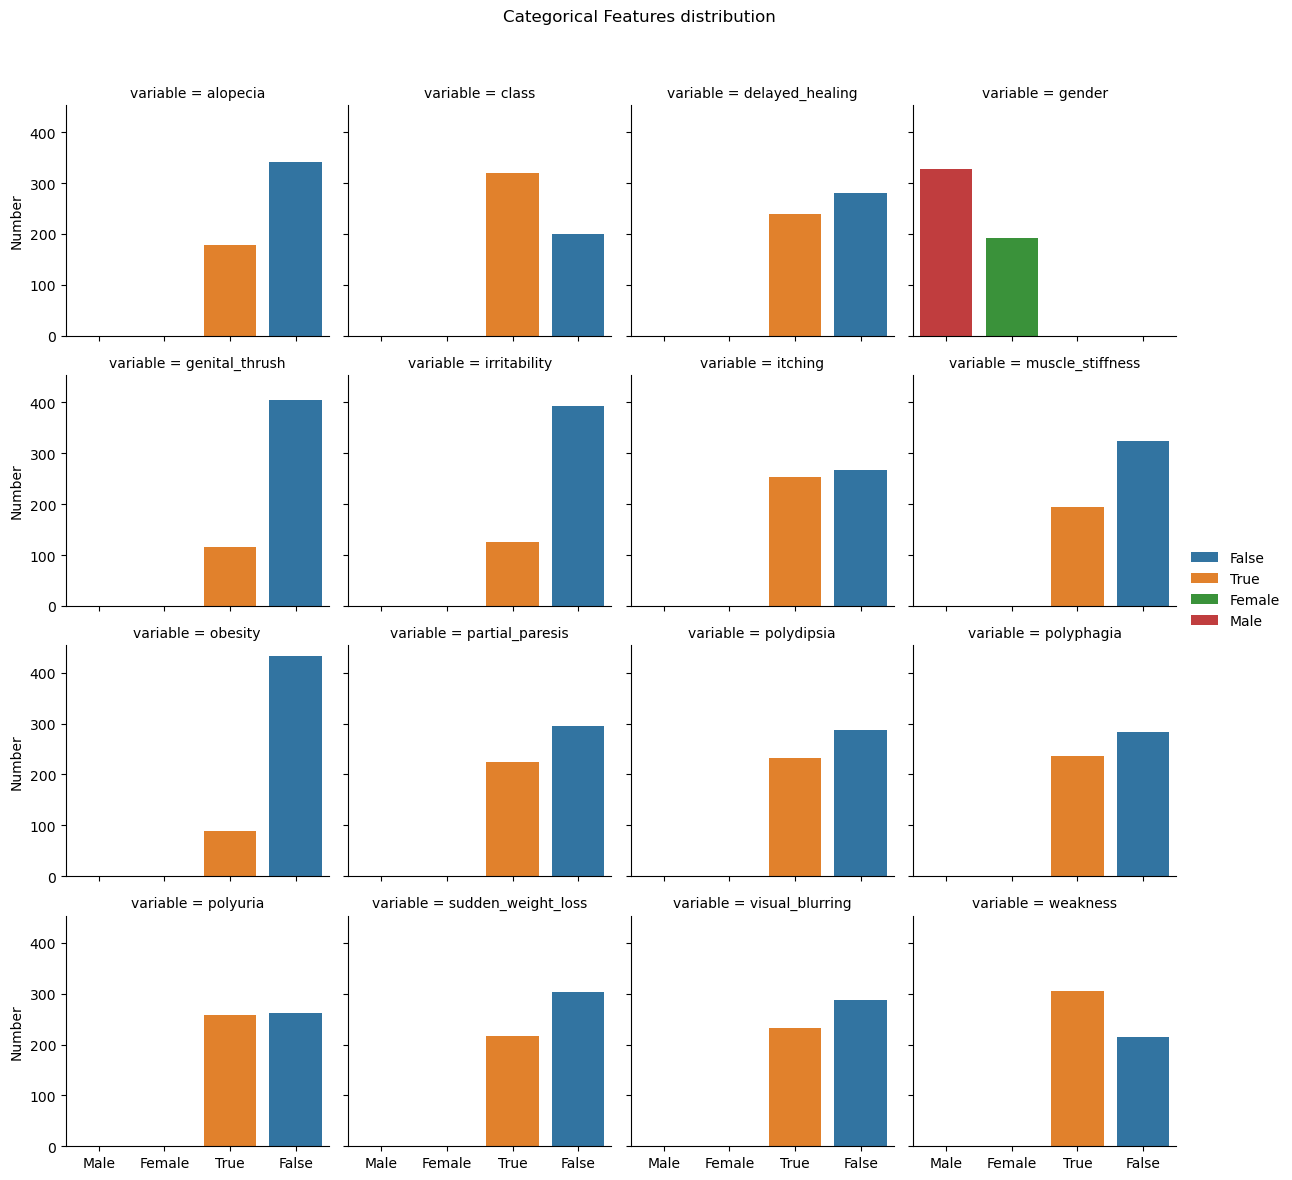 Categorical Features distribution
variable = alopecia
variable = class
variable = delayed_healing
variable = gender
400
300
200
100
0
Number
variable = genital_thrush
variable = irritability
variable = itching
variable = muscle_stiffness
400
300
200
100
0
Number
False
True
Female
Male
variable = obesity
variable = partial_paresis
variable = polydipsia
variable = polyphagia
400
300
200
100
0
Number
variable = polyuria
variable = sudden_weight_loss
variable = visual_blurring
variable = weakness
400
300
200
100
0
Number
Male Female True False
Male Female True False
Male Female True False
Male Female True False